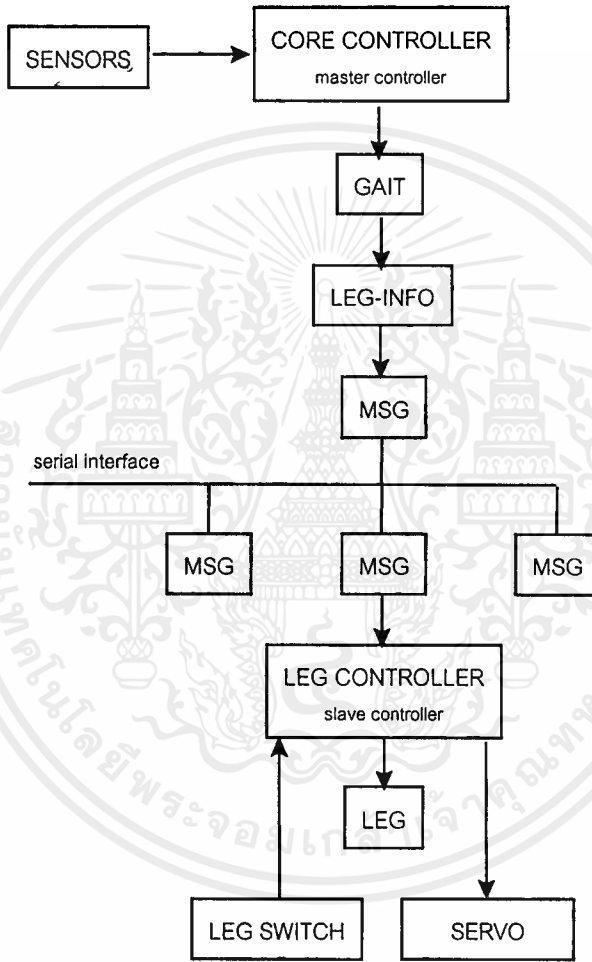 SENSORS
CORE CONTROLLER
master controller
GAIT
LEG-INFO
MSG
serial interface
MSG
MSG
MSG
LEG CONTROLLER
slave controller
LEG
LEG SWITCH
SERVO